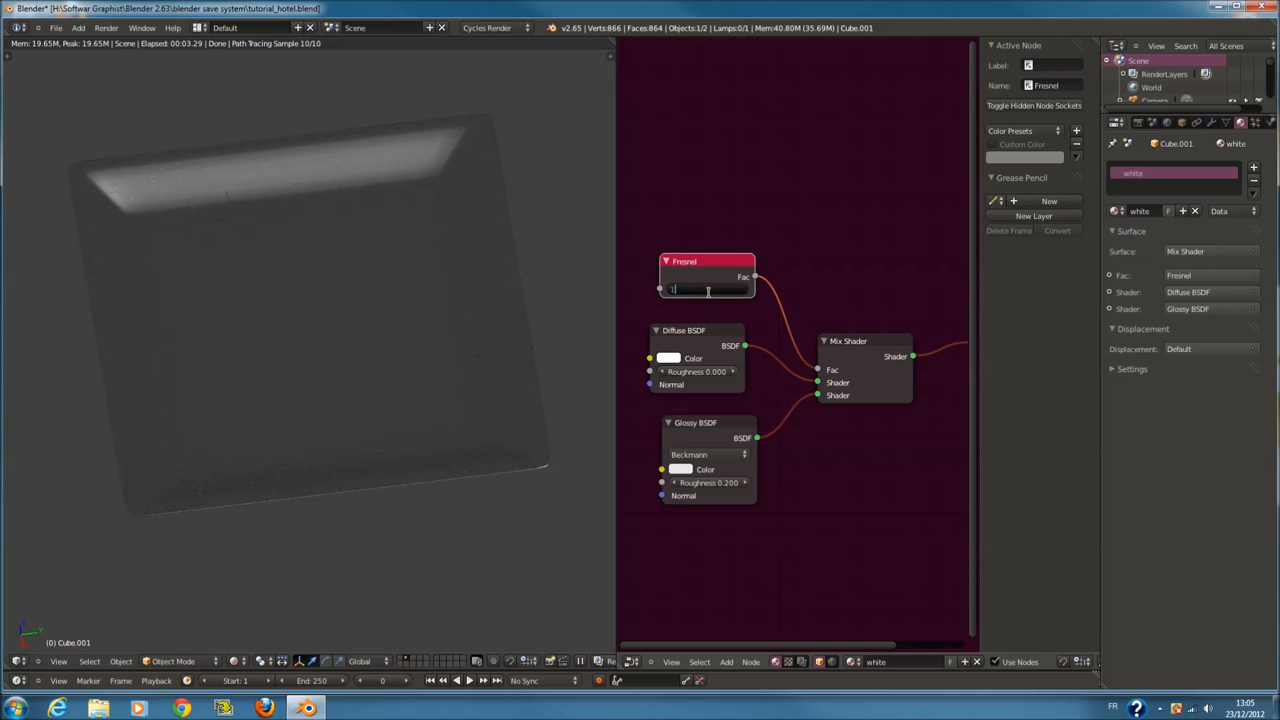 Blender* [H:\Softwar Graphist\Blender 2.63\blender save system\tutorial_hotel.blend]
File Add Render Window Help Default Scene Cycles Render v2.65 | Verts:866 | Faces:864 | Objects:1/2 | Lamps:0/1 | Mem:40.80M (35.69M) | Cube.001
Mem: 19.65M, Peak: 19.65M | Scene | Elapsed: 00:03.29 | Done | Path Tracing Sample 10/10
Active Node
Label:
Name: Fresnel
Toggle Hidden Node Sockets
Color Presets
Custom Color
Grease Pencil
New
New Layer
Delete Frame Convert
View Search All Scenes
Scene
RenderLayers
World
Camera
Cube.001 white
white
white F Data
Surface
Surface: Mix Shader
Fac: Fresnel
Shader: Diffuse BSDF
Shader: Glossy BSDF
Displacement
Displacement: Default
Settings
Fresnel
Fac
1
Diffuse BSDF
BSDF
Color
Roughness 0.000
Normal
Glossy BSDF
BSDF
Beckmann
Color
Roughness 0.200
Normal
Mix Shader
Shader
Fac
Shader
Shader
(0) Cube.001
View Select Object Object Mode Global Re
View Select Add Node white F Use Nodes
View Marker Frame Playback Start: 1 End: 250 0 No Sync
FR 13:05
23/12/2012